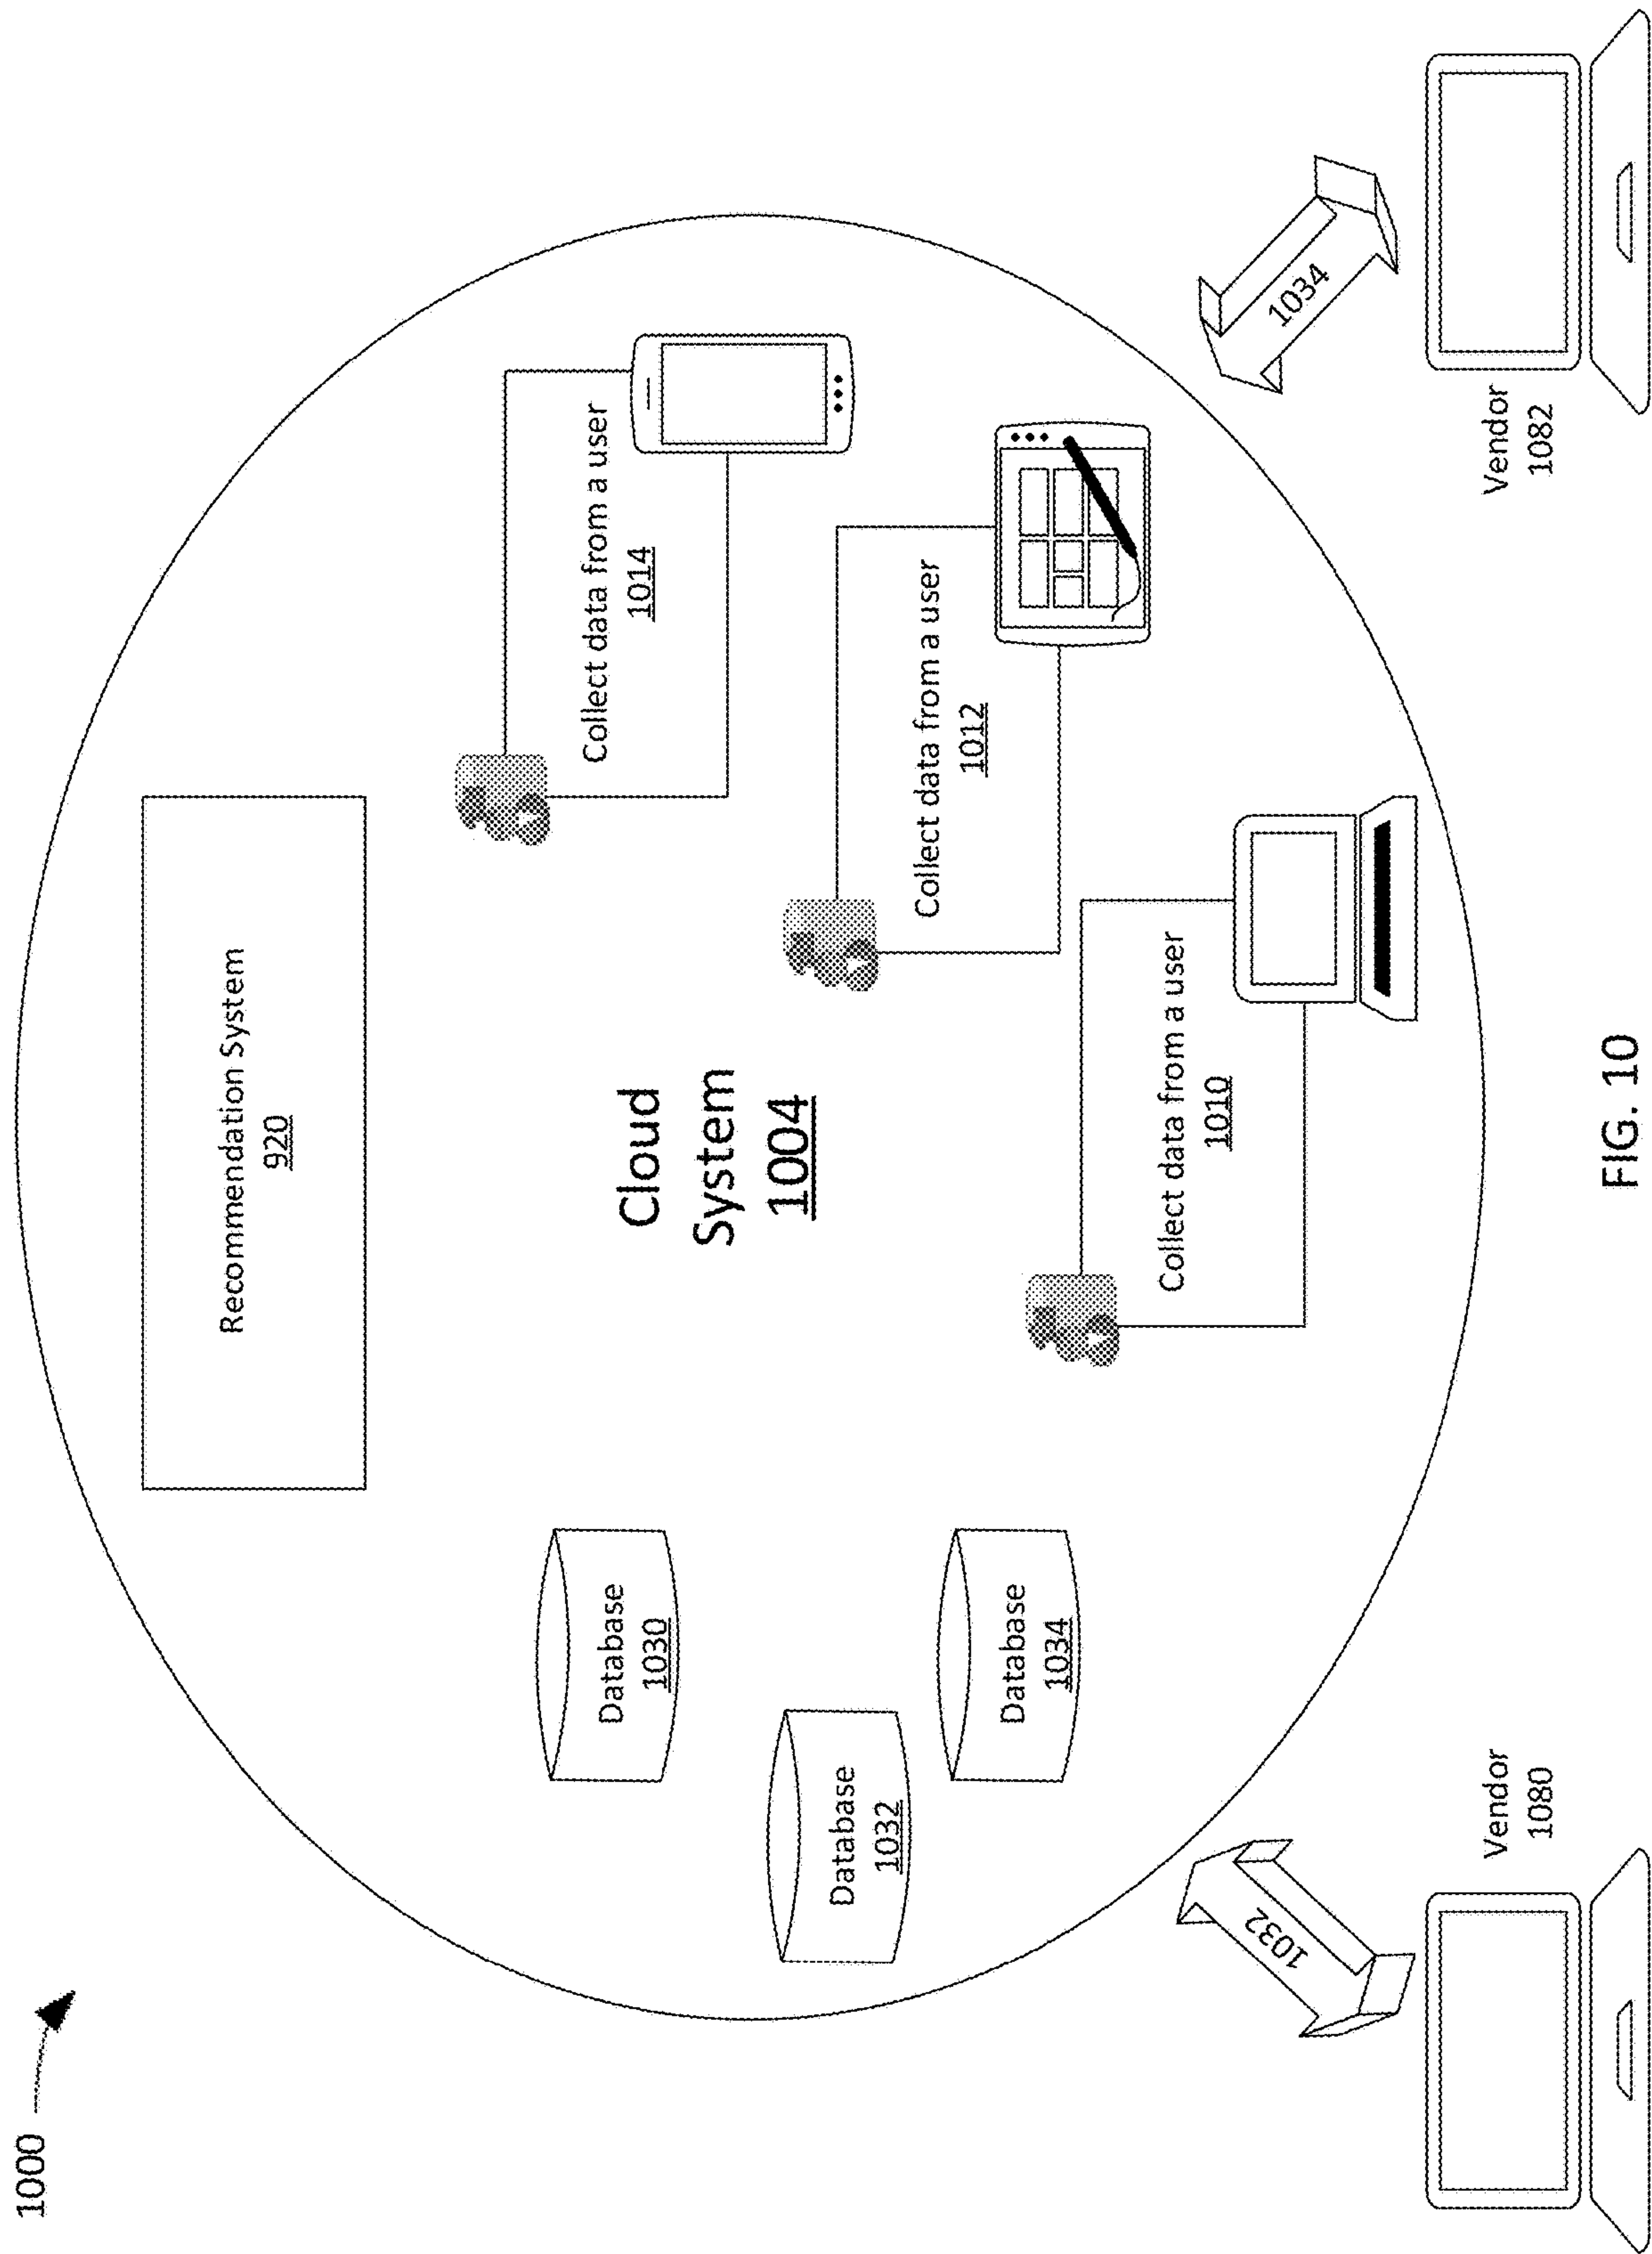 1000
Recommendation System
920
Cloud
System
1004
Database
1030
Database
1032
Database
1034
Collect data from a user
1014
Collect data from a user
1012
Collect data from a user
1010
1032
1034
Vendor
1080
Vendor
1082
FIG. 10